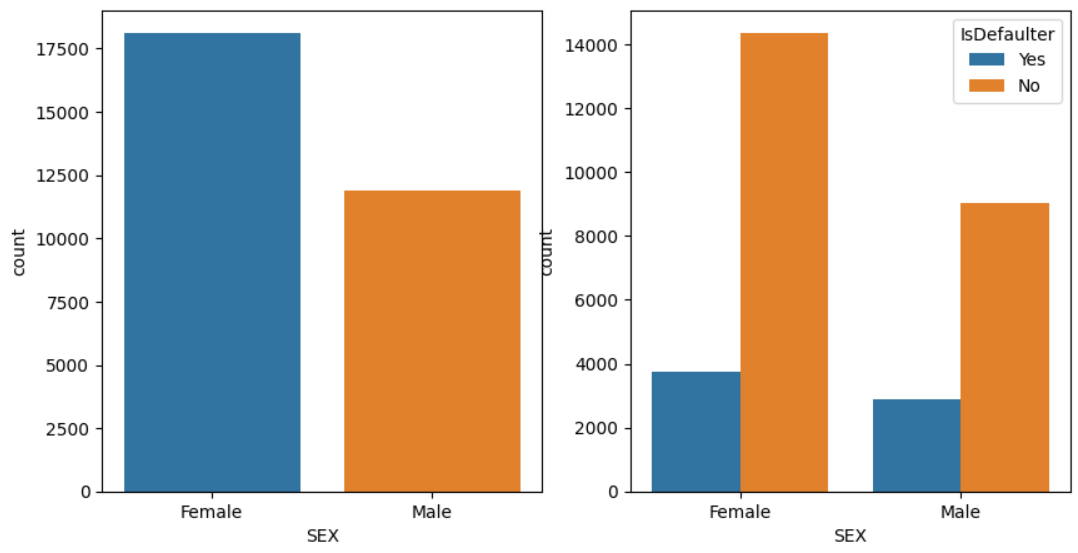 17500
15000
12500
10000
7500
5000
2500
0
count
Female
Male
SEX
14000
12000
10000
8000
6000
4000
2000
0
count
Female
Male
SEX
IsDefaulter
Yes
No